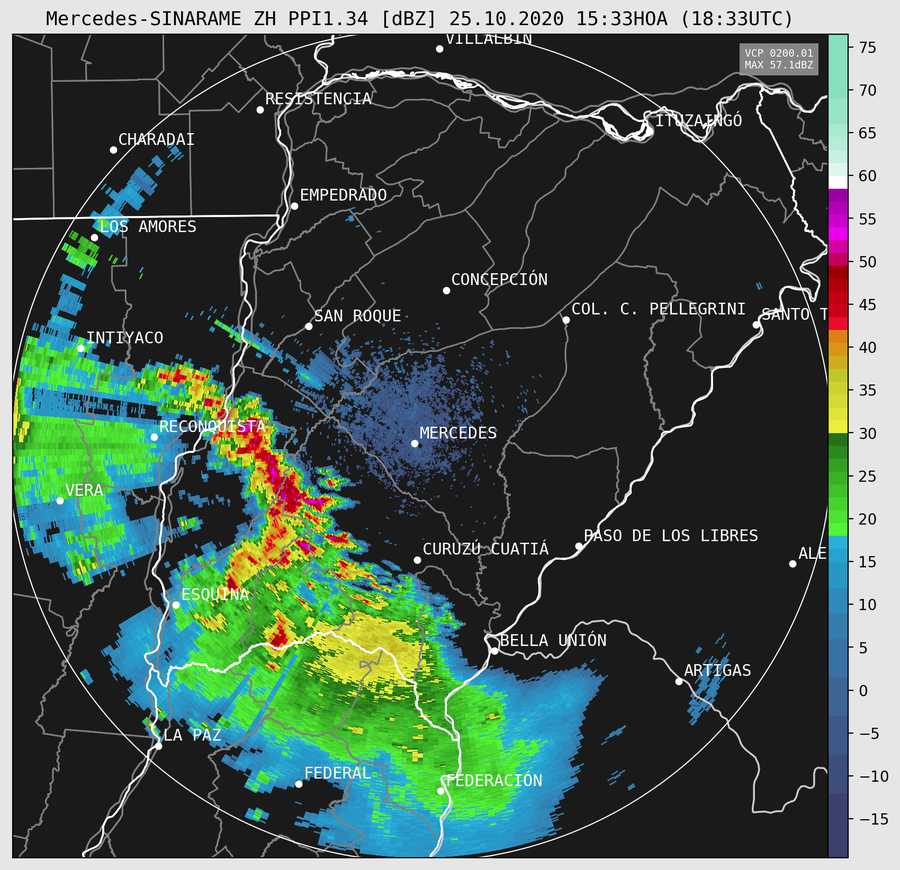 Mercedes-SINARAME ZH PPI1.34 [dBZ] 25.10.2020 15:33HOA (18:33UTC)
VILLALBIN
VCP 0200.01
MAX 57.1dBZ
RESISTENCIA
ITUZAINGÓ
CHARADAI
EMPEDRADO
LOS AMORES
CONCEPCIÓN
SAN ROQUE
COL. C. PELLEGRINI
SANTO T
INTIYACO
RECONQUISTA
MERCEDES
VERA
CURUZÚ CUATIÁ
PASO DE LOS LIBRES
ALE
ESQUINA
BELLA UNIÓN
ARTIGAS
LA PAZ
FEDERAL
FEDERACIÓN
75
70
65
60
55
50
45
40
35
30
25
20
15
10
5
0
−5
−10
−15